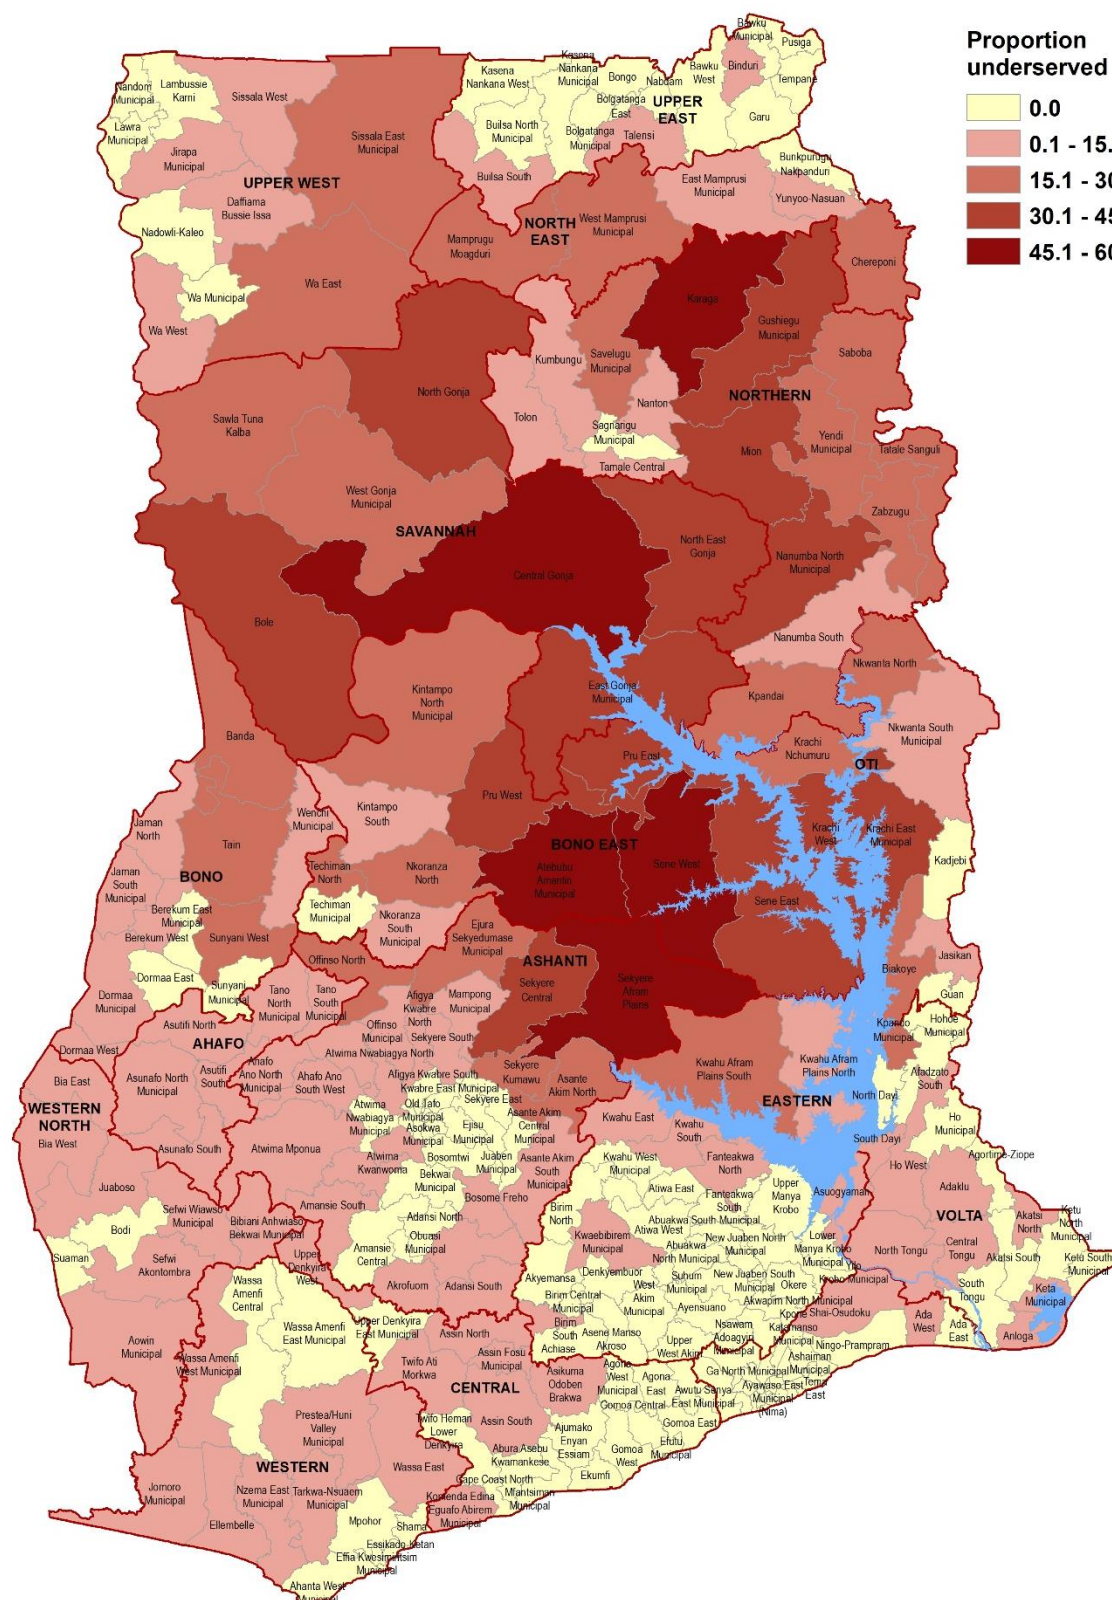 Proportion
underserved
0.0
0.1 - 15.
15.1 - 30
30.1 - 45
45.1 - 60
Bawku
Municipal
Pusiga
Binduri
Bawku
West
Tempane
Garu
Kasena
Nankana West
Kasena
Nankana
Municipal
Bongo
Nabdam
Bolgatanga
East
UPPER
EAST
Builsa North
Municipal
Bolgatanga
Municipal
Talensi
Builsa South
Bunkpurugu
Nakpanduri
Yunyoo-Nasuan
East Mamprusi
Municipal
Nandom
Municipal
Lambussie
Karni
Lawra
Municipal
Sissala West
Sissala East
Municipal
Jirapa
Municipal
UPPER WEST
Daffiama
Bussie Issa
Nadowli-Kaleo
Wa Municipal
Wa East
Wa West
NORTH
EAST
West Mamprusi
Municipal
Mamprugu
Moagduri
Chereponi
Karaga
Gushiegu
Municipal
Saboba
Kumbungu
Savelugu
Municipal
NORTHERN
Nanton
Tolon
Sagnarigu
Municipal
Tamale Central
Mion
Yendi
Municipal
Tatale Sanguli
Zabzugu
North Gonja
Sawla Tuna
Kalba
West Gonja
Municipal
SAVANNAH
Central Gonja
North East
Gonja
Nanumba North
Municipal
Nanumba South
Bole
East Gonja
Municipal
Kpandai
Nkwanta North
Nkwanta South
Municipal
Krachi
Nchumuru
OTI
Krachi
West
Krachi East
Municipal
Kadjebi
Jasikan
Biakoye
Guan
Kintampo
North
Municipal
Banda
Pru East
Pru West
Kintampo
South
Wenchi
Municipal
BONO EAST
Sene West
Atebubu
Amantin
Municipal
Sene East
Techiman
North
Nkoranza
North
Techiman
Municipal
Nkoranza
South
Municipal
Jaman
North
Tain
Jaman
South
Municipal
BONO
Berekum East
Municipal
Berekum West
Sunyani West
Dormaa East
Sunyani
Municipal
Dormaa
Municipal
Dormaa West
Offinso North
Ejura
Sekyedumase
Municipal
ASHANTI
Sekyere
Central
Sekyere
Afram
Plains
Tano
North
Municipal
Tano
South
Municipal
Asutifi North
AHAFO
Asutifi
South
Asunafo North
Municipal
Asunafo South
Ahafo
Ano North
Municipal
Ahafo Ano
South West
Afigya
Kwabre
North
Mampong
Municipal
Offinso
Municipal
Sekyere South
Atwima Nwabiagya North
Afigya Kwabre South
Kwabre East Municipal
Sekyere East
Sekyere
Kumawu
Asante
Akim North
Atwima
Nwabiagya
Municipal
Old Tafo
Municipal
Asokwa
Municipal
Ejisu
Municipal
Asante Akim
Central
Municipal
Atwima Mponua
Atwima
Kwanwoma
Bosomtwi
Juaben
Municipal
Asante Akim
South
Municipal
Bekwai
Municipal
Bosome Freho
Amansie South
Adansi North
Obuasi
Municipal
Amansie
Central
Akrofuom
Adansi South
Bia East
WESTERN
NORTH
Bia West
Juaboso
Bodi
Sefwi Wiawso
Municipal
Bibiani Anhwiaso
Bekwai Municipal
Suaman
Sefwi
Akontombra
Aowin
Municipal
Kwahu Afram
Plains South
Kwahu Afram
Plains North
EASTERN
Kwahu East
Kwahu
South
Kwahu West
Municipal
Fanteakwa
North
Atiwa East
Fanteakwa
South
Upper
Manya
Krobo
Asuogyaman
Birim
North
Abuakwa South
Municipal
Atiwa West
Kwaebibirem
Municipal
Abuakwa
North Municipal
New Juaben North
Municipal
Lower
Manya Krobo
Municipal
Yilo
Krobo Municipal
Akyemansa
Denkyembuor
West
Akim
Municipal
Suhum
Municipal
New Juaben South
Municipal
Okere
Birim Central
Municipal
Ayensuano
Akwapim North Municipal
Birim
South
Asene Manso
Akroso
Achiase
Upper
West Akim
Nsawam
Adoagyri
Municipal
Kpando
Municipal
Hohoe
Municipal
Afadzato
South
North Dayi
Ho
Municipal
South Dayi
Agortime-Ziope
Ho West
Adaklu
VOLTA
Akatsi
North
Ketu
North
Municipal
North Tongu
Central
Tongu
Akatsi South
Ketu South
Municipal
South
Tongu
Keta
Municipal
Anloga
Kpone
Katamanso
Municipal
Shai-Osudoku
Ada
West
Ada
East
Ningo-Prampram
Ashaiman
Municipal
Tema
East
Ga North Municipal
Ayawaso East
Municipal
(Nima)
Upper
Denkyira
West
Upper Denkyira
East Municipal
Assin North
Twifo Ati
Morkwa
Assin Fosu
Municipal
CENTRAL
Asikuma
Odoben
Brakwa
Agona
West
Municipal
Agona
East
Gomoa Central
Awutu Senya
East Municipal
Assin South
Twifo Heman
Lower
Denkyira
Ajumako
Enyan
Essiam
Gomoa East
Gomoa
West
Efutu
Municipal
Abura Asebu
Kwamankese
Ekumfi
Cape Coast North
Mfantsiman
Municipal
Komenda Edina
Eguafo Abirem
Municipal
Wassa
Amenfi
Central
Wassa Amenfi
East Municipal
Wassa Amenfi
West Municipal
Prestea/Huni
Valley
Municipal
WESTERN
Wassa East
Jomoro
Municipal
Nzema East
Municipal
Tarkwa-Nsuaem
Municipal
Ellembelle
Mpohor
Shama
Essikado-Ketan
Effia Kwesimintsim
Municipal
Ahanta West
Municipal